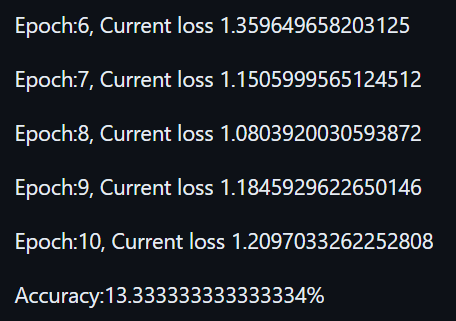 Epoch:6, Current loss 1.359649658203125
Epoch:7, Current loss 1.1505999565124512
Epoch:8, Current loss 1.0803920030593872
Epoch:9, Current loss 1.1845929622650146
Epoch:10, Current loss 1.2097033262252808
Accuracy:13.333333333333334%